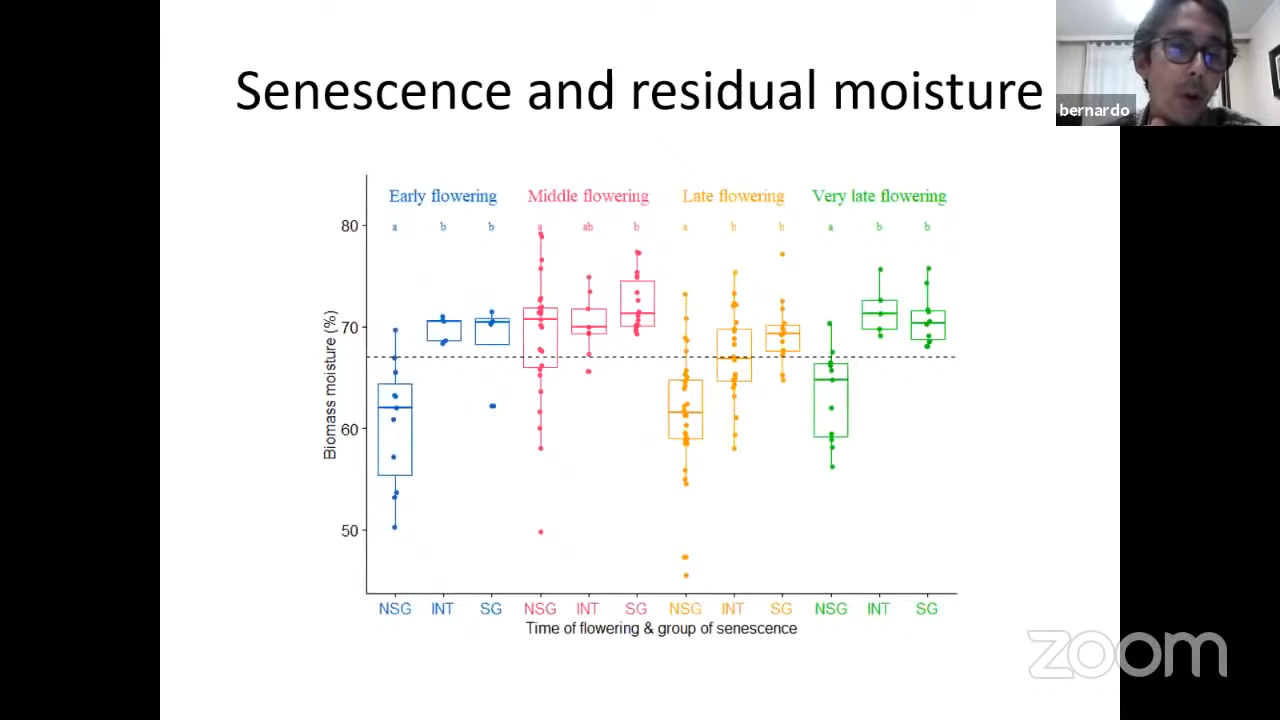 Senescence and residual moisture
bernardo
Early flowering Middle flowering Late flowering Very late flowering
a b b a ab b a b b a b b
80
70
60
50
Biomass moisture (%)
NSG INT SG NSG INT SG NSG INT SG NSG INT SG
Time of flowering & group of senescence
zoom